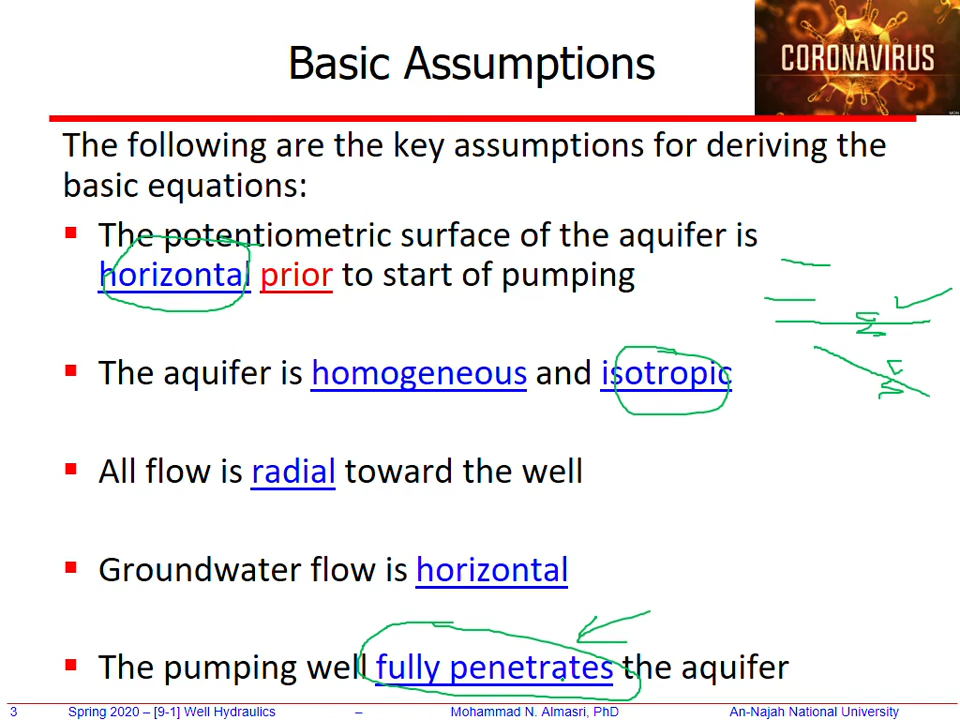 Basic Assumptions
CORONAVIRUS
The following are the key assumptions for deriving the
basic equations:
The potentiometric surface of the aquifer is
horizontal prior to start of pumping
The aquifer is homogeneous and isotropic
All flow is radial toward the well
Groundwater flow is horizontal
The pumping well fully penetrates the aquifer
3 Spring 2020 – [9-1] Well Hydraulics – Mohammad N. Almasri, PhD An-Najah National University